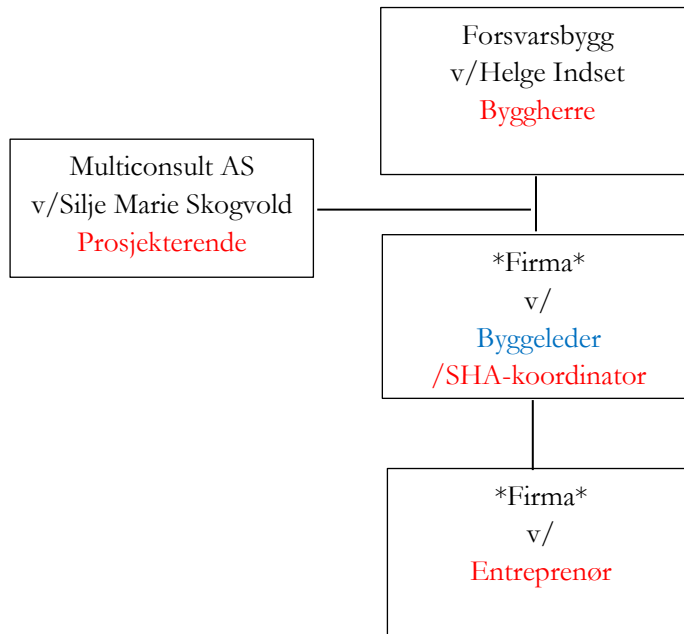 Forsvarsbygg
v/Helge Indset
Byggherre
Multiconsult AS
v/Silje Marie Skogvold
Prosjekterende
*Firma*
v/
Byggeleder
/SHA-koordinator
*Firma*
v/
Entreprenør